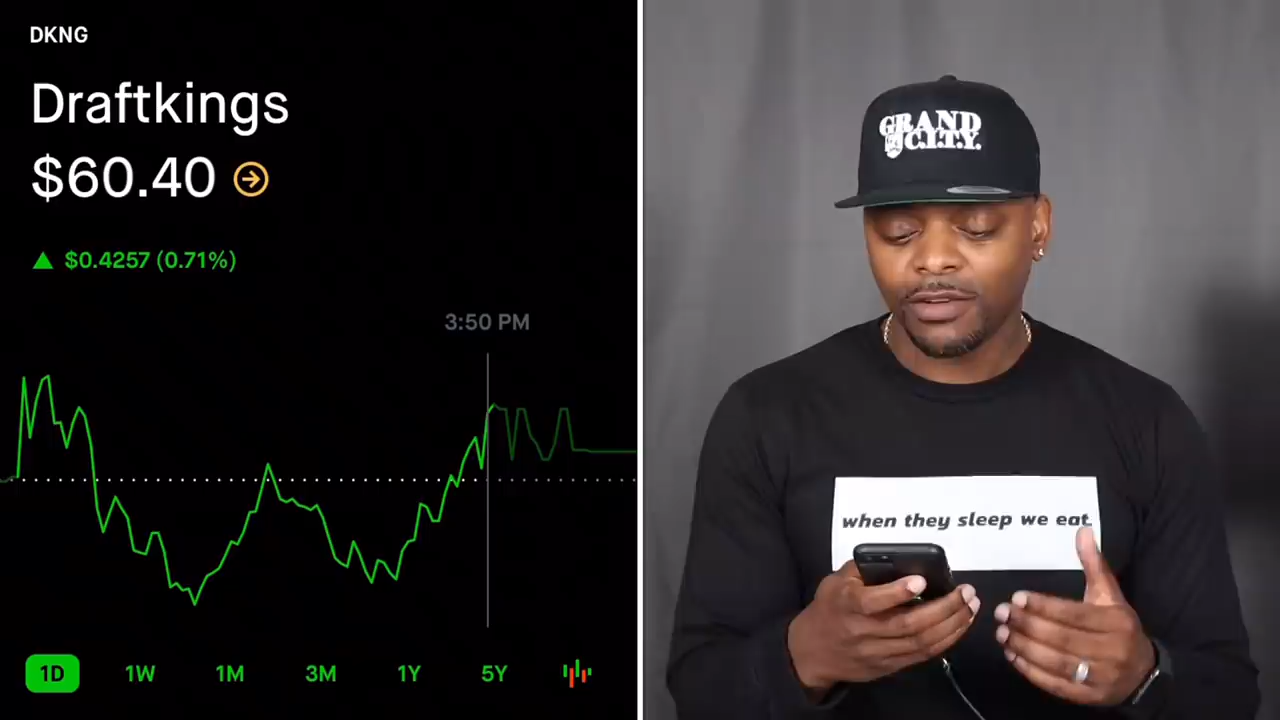 DKNG
Draftkings
$60.40
▲ $0.4257 (0.71%)
3:50 PM
1D 1W 1M 3M 1Y 5Y
GRAND
C.I.T.Y.
when they sleep we eat